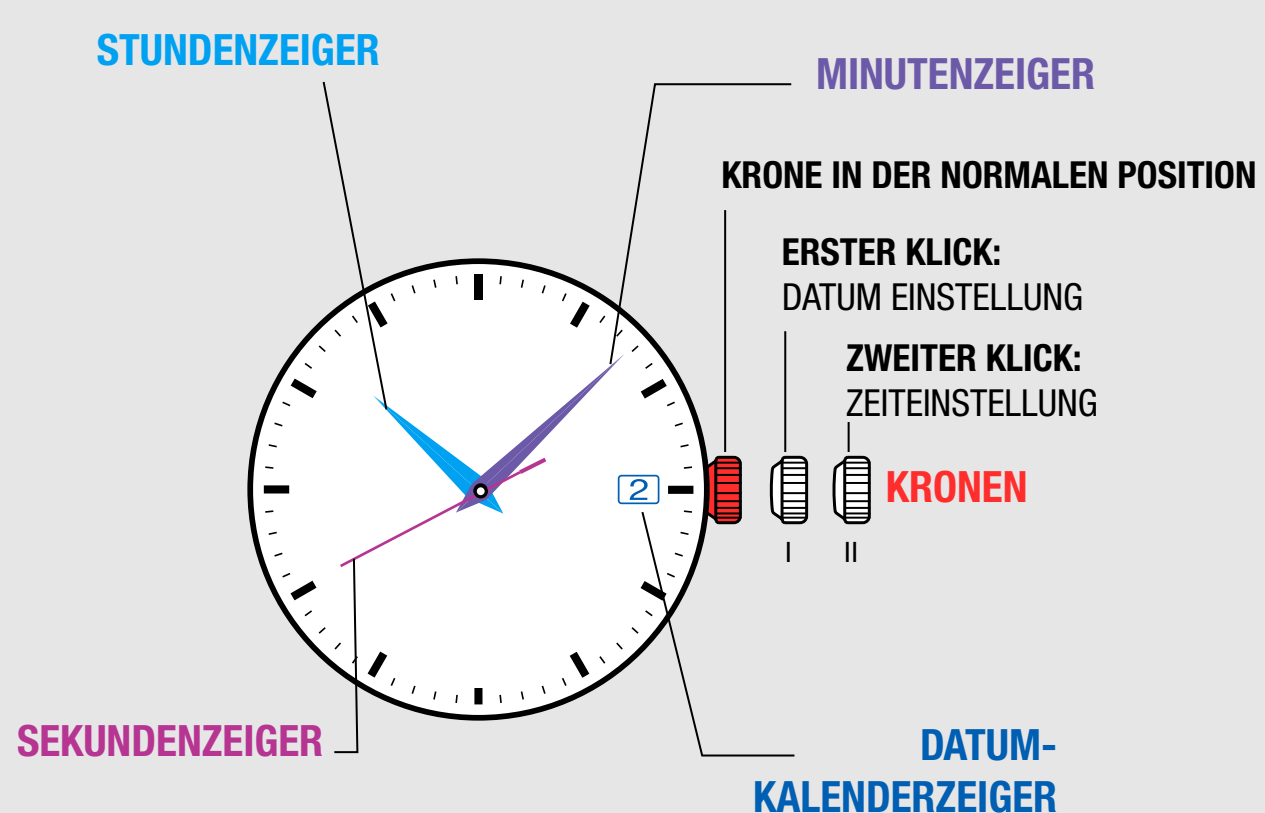 STUNDENZEIGER
MINUTENZEIGER
KRONE IN DER NORMALEN POSITION
ERSTER KLICK:
DATUM EINSTELLUNG
ZWEITER KLICK:
ZEITEINSTELLUNG
2
KRONEN
I
II
SEKUNDENZEIGER
DATUM-
KALENDERZEIGER